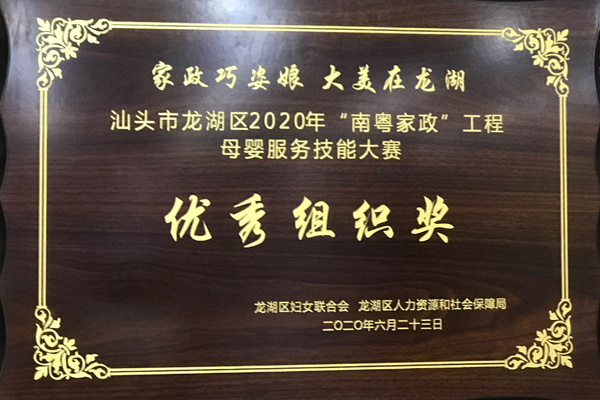 家政巧姿娘 大美在龙湖
汕头市龙湖区2020年“南粤家政”工程
母婴服务技能大赛
优秀组织奖
龙湖区妇女联合会 龙湖区人力资源和社会保障局
二〇二〇年六月二十三日